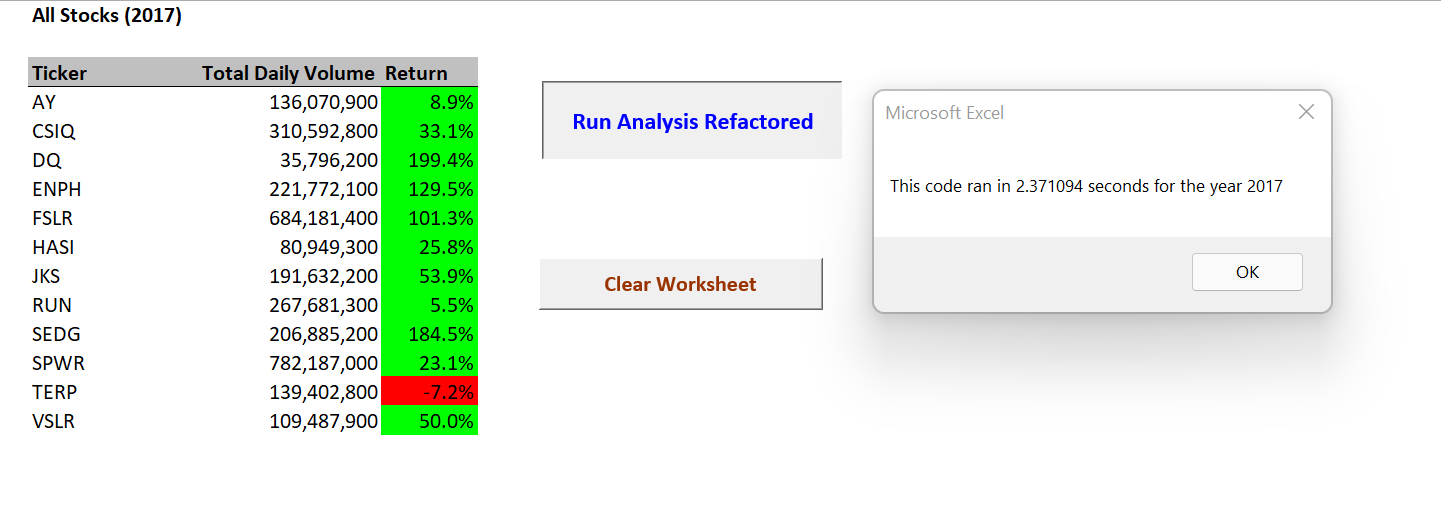 All Stocks (2017)
Ticker Total Daily Volume Return
AY 136,070,900 8.9%
CSIQ 310,592,800 33.1%
DQ 35,796,200 199.4%
ENPH 221,772,100 129.5%
FSLR 684,181,400 101.3%
HASI 80,949,300 25.8%
JKS 191,632,200 53.9%
RUN 267,681,300 5.5%
SEDG 206,885,200 184.5%
SPWR 782,187,000 23.1%
TERP 139,402,800 -7.2%
VSLR 109,487,900 50.0%
Run Analysis Refactored
Clear Worksheet
Microsoft Excel
This code ran in 2.371094 seconds for the year 2017
OK